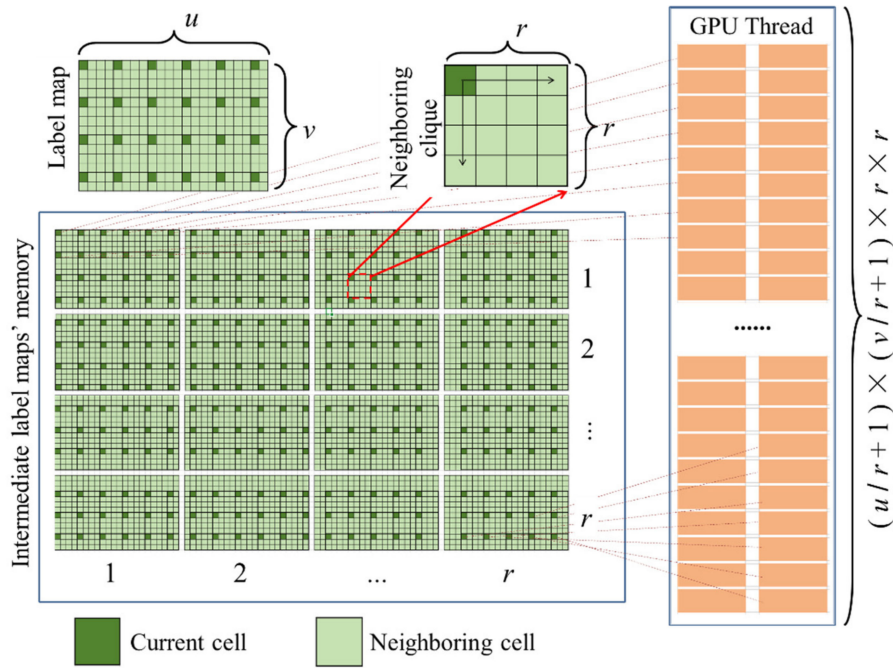 u
Label map
v
r
Neighboring
clique
r
GPU Thread
Intermediate label maps' memory
1
2
...
r
1
2
...
r
......
(u/r+1)×(v/r+1)×r×r
Current cell
Neighboring cell